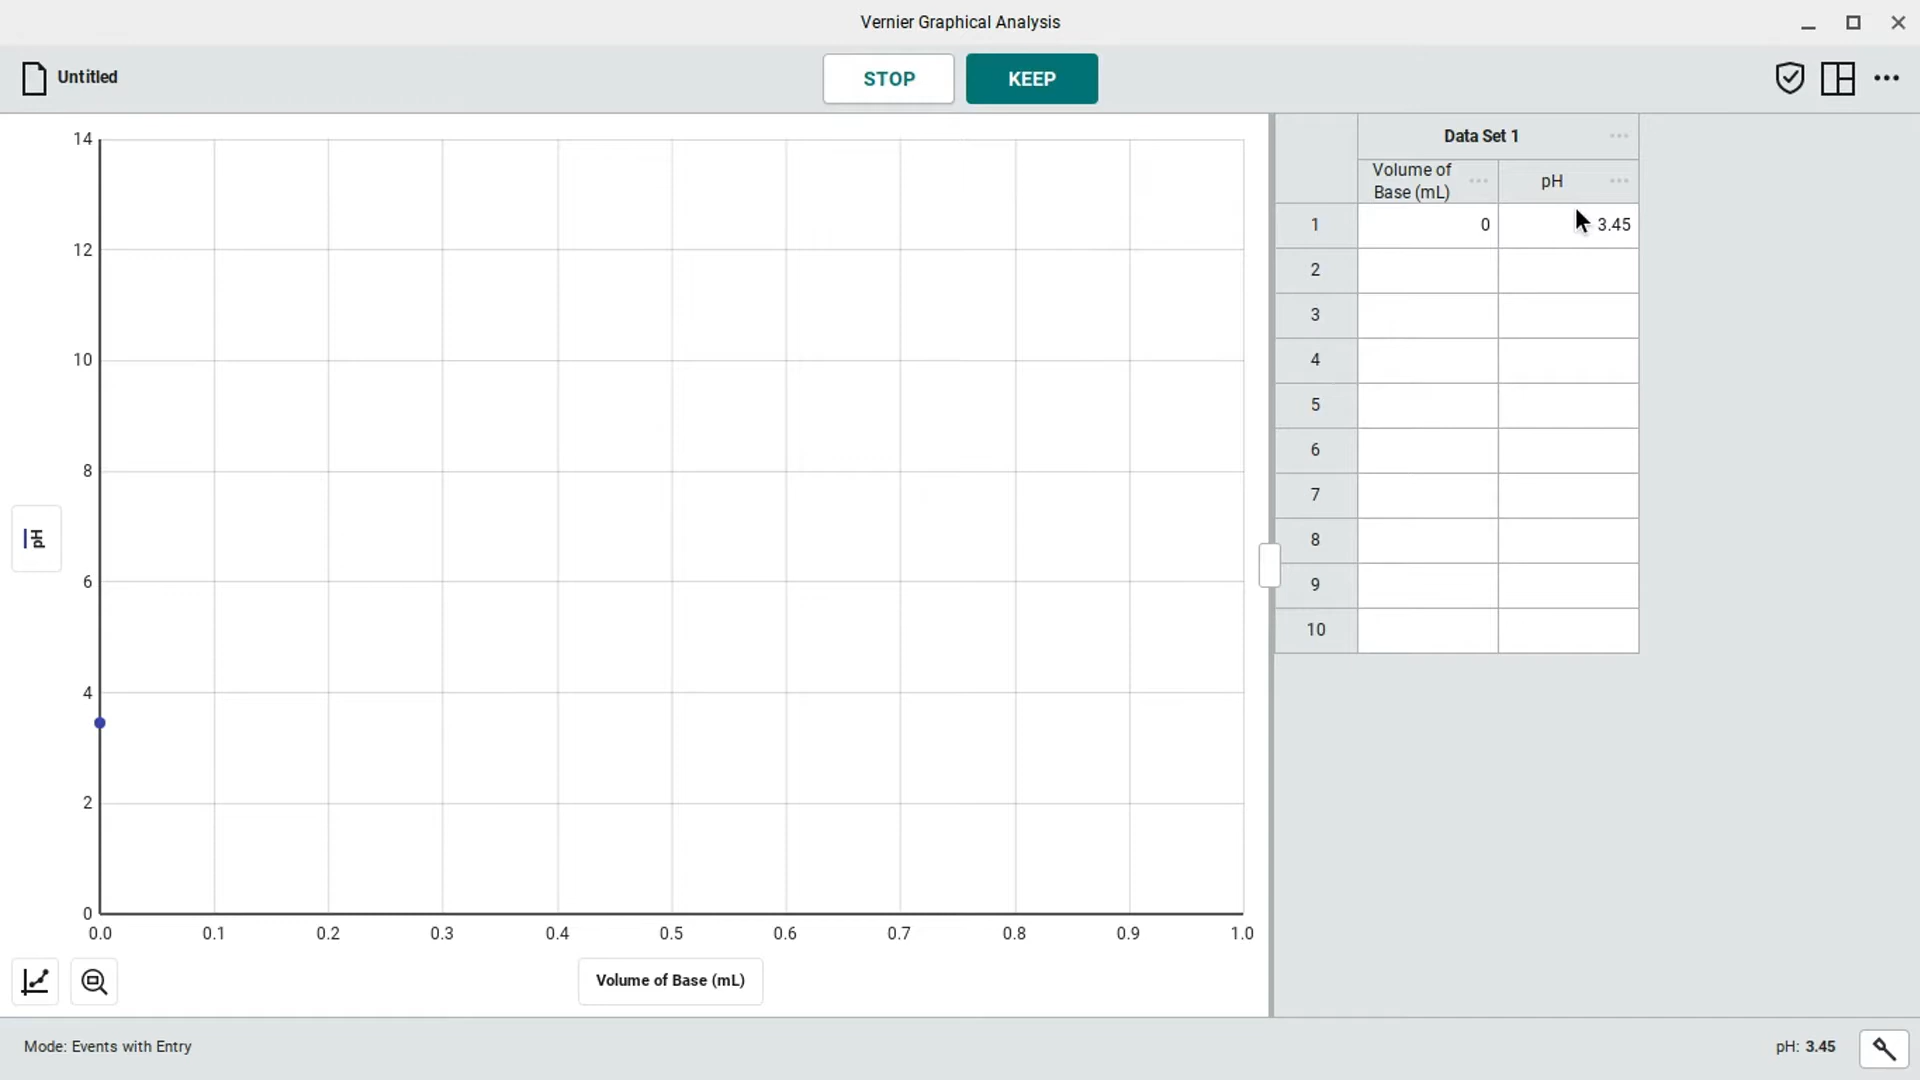 Vernier Graphical Analysis
Untitled
STOP
KEEP
14
12
10
8
6
4
2
0
pH
0.0 0.1 0.2 0.3 0.4 0.5 0.6 0.7 0.8 0.9 1.0
Volume of Base (mL)
Data Set 1
Volume of
Base (mL)
pH
1 0 3.45
2
3
4
5
6
7
8
9
10
Mode: Events with Entry
pH: 3.45